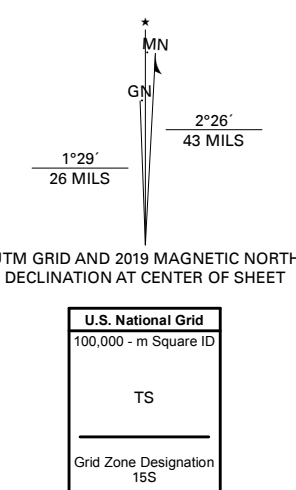 ★
MN
GN
2°26´
43 MILS
1°29´
26 MILS
UTM GRID AND 2019 MAGNETIC NORTH
DECLINATION AT CENTER OF SHEET
U.S. National Grid
100,000 - m Square ID
TS
Grid Zone Designation
15S